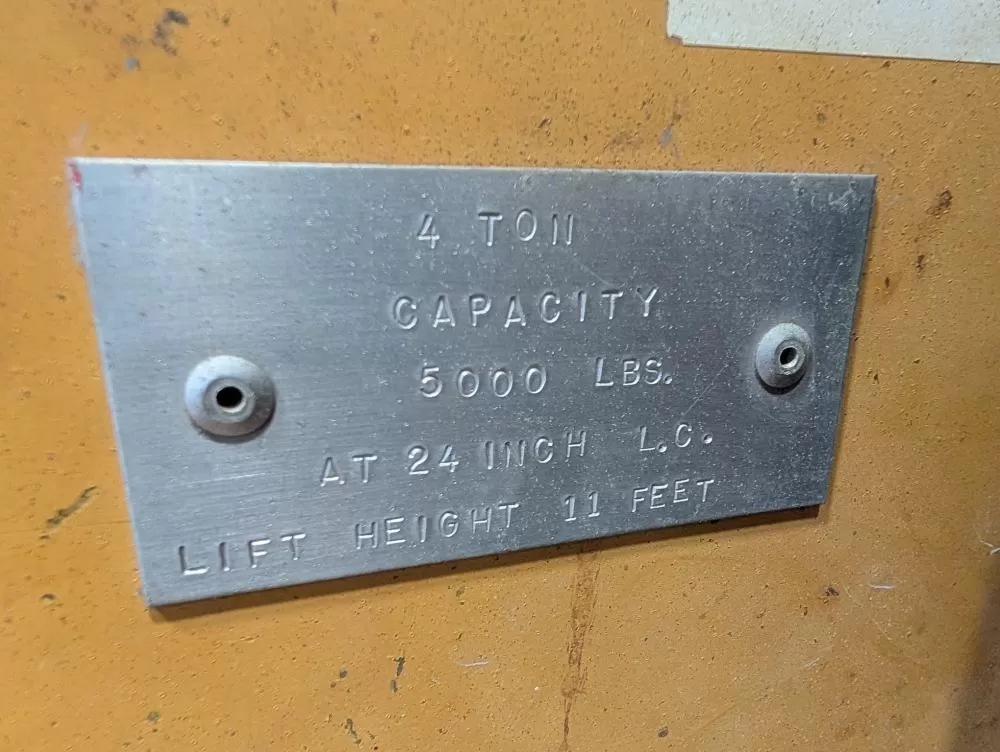 4 TON
CAPACITY
5000 LBS.
AT 24 INCH L.C.
LIFT HEIGHT 11 FEET